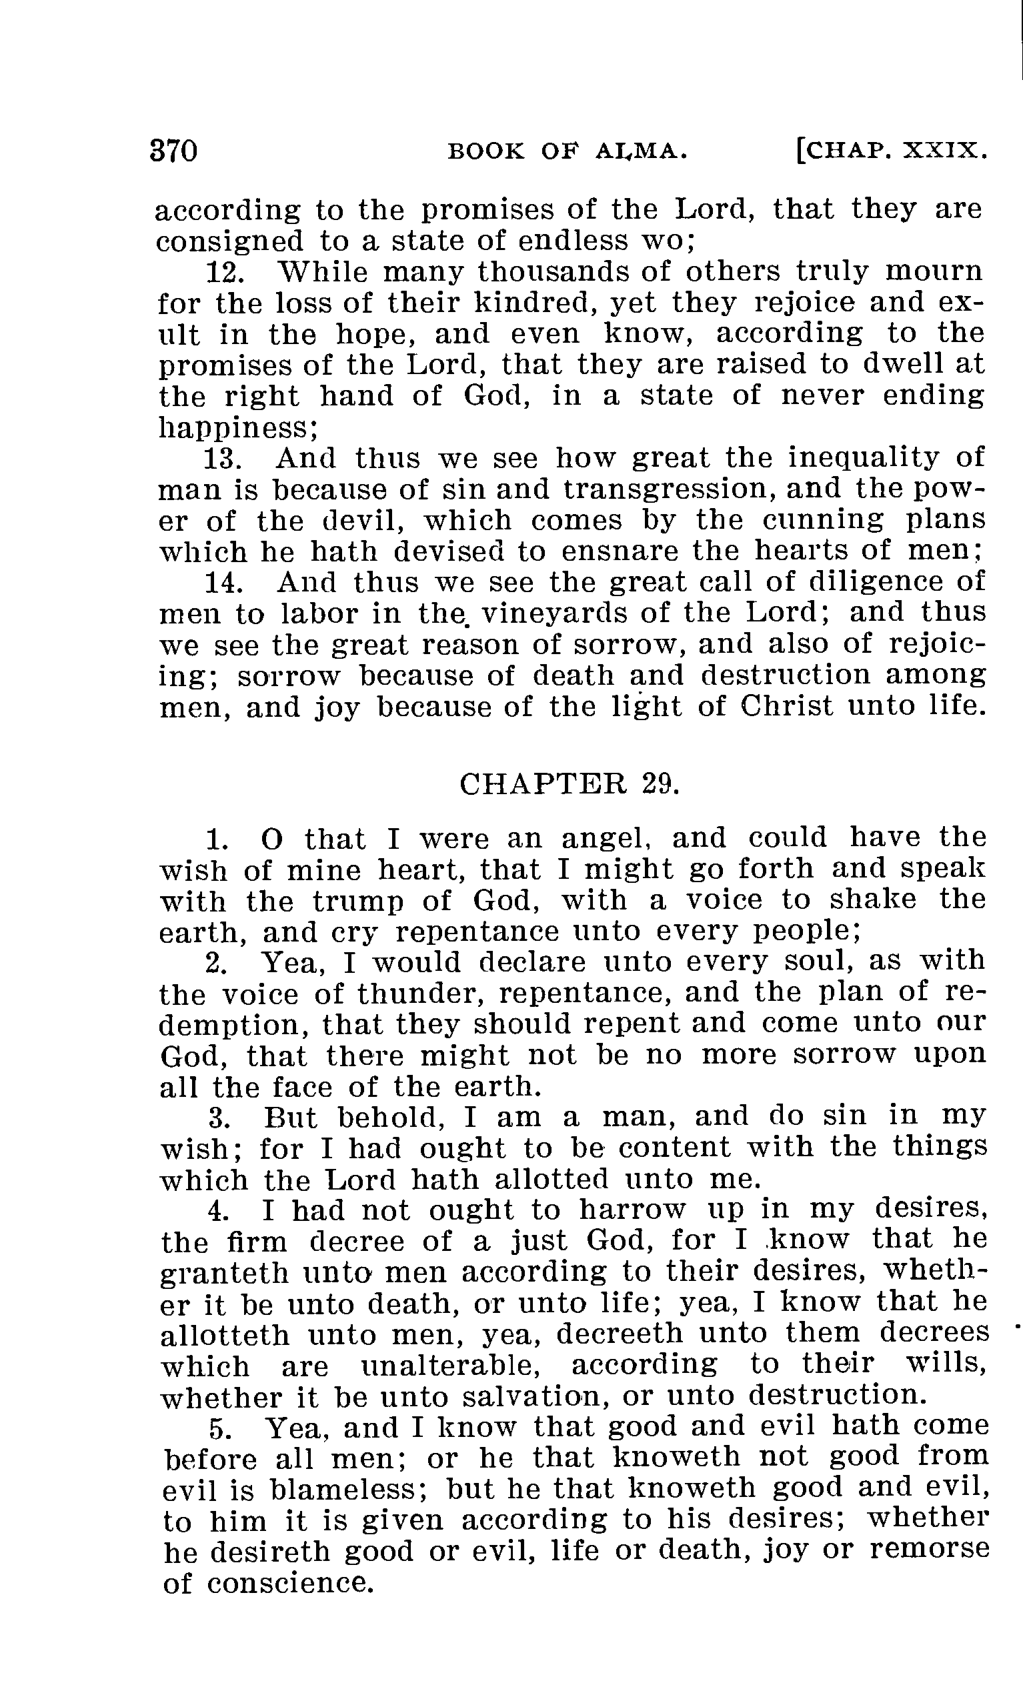 370 BOOK OF ALMA. [CHAP. XXIX.
according to the promises of the Lord, that they are
consigned to a state of endless wo;
12. While many thousands of others truly mourn
for the loss of their kindred, yet they rejoice and ex-
ult in the hope, and even know, according to the
promises of the Lord, that they are raised to dwell at
the right hand of God, in a state of never ending
happiness;
13. And thus we see how great the inequality of
man is because of sin and transgression, and the pow-
er of the devil, which comes by the cunning plans
which he hath devised to ensnare the hearts of men;
14. And thus we see the great call of diligence of
men to labor in the vineyards of the Lord; and thus
we see the great reason of sorrow, and also of rejoic-
ing; sorrow because of death and destruction among
men, and joy because of the light of Christ unto life.
CHAPTER 29.
1. O that I were an angel, and could have the
wish of mine heart, that I might go forth and speak
with the trump of God, with a voice to shake the
earth, and cry repentance unto every people;
2. Yea, I would declare unto every soul, as with
the voice of thunder, repentance, and the plan of re-
demption, that they should repent and come unto our
God, that there might not be no more sorrow upon
all the face of the earth.
3. But behold, I am a man, and do sin in my
wish; for I had ought to be content with the things
which the Lord hath allotted unto me.
4. I had not ought to harrow up in my desires,
the firm decree of a just God, for I know that he
granteth unto men according to their desires, wheth-
er it be unto death, or unto life; yea, I know that he
allotteth unto men, yea, decreeth unto them decrees
which are unalterable, according to their wills,
whether it be unto salvation, or unto destruction.
5. Yea, and I know that good and evil hath come
before all men; or he that knoweth not good from
evil is blameless; but he that knoweth good and evil,
to him it is given according to his desires; whether
he desireth good or evil, life or death, joy or remorse
of conscience.